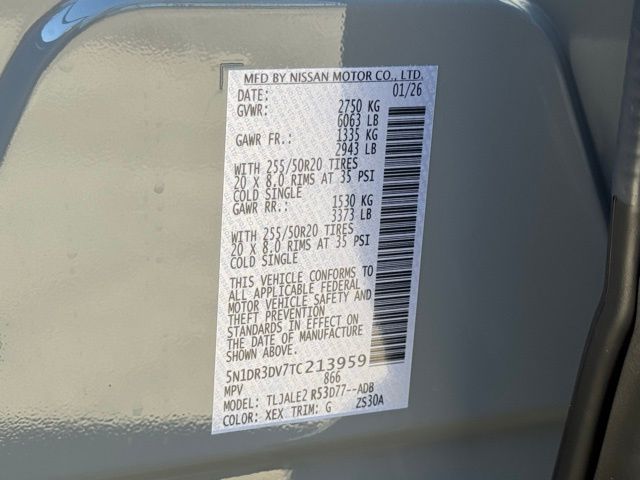 MFD BY NISSAN MOTOR CO., LTD.
DATE: 01/26
GVWR: 2750 KG
6063 LB
GAWR FR.: 1335 KG
2943 LB
WITH 255/50R20 TIRES
20 X 8.0 RIMS AT 35 PSI
COLD SINGLE
GAWR RR.: 1530 KG
3373 LB
WITH 255/50R20 TIRES
20 X 8.0 RIMS AT 35 PSI
COLD SINGLE
THIS VEHICLE CONFORMS TO
ALL APPLICABLE FEDERAL
MOTOR VEHICLE SAFETY AND
THEFT PREVENTION
STANDARDS IN EFFECT ON
THE DATE OF MANUFACTURE
SHOWN ABOVE.
5N1DR3DV7TC213959
MPV 866
MODEL: TLJALE2 R53D77--ADB
COLOR: XEX TRIM: G ZS30A